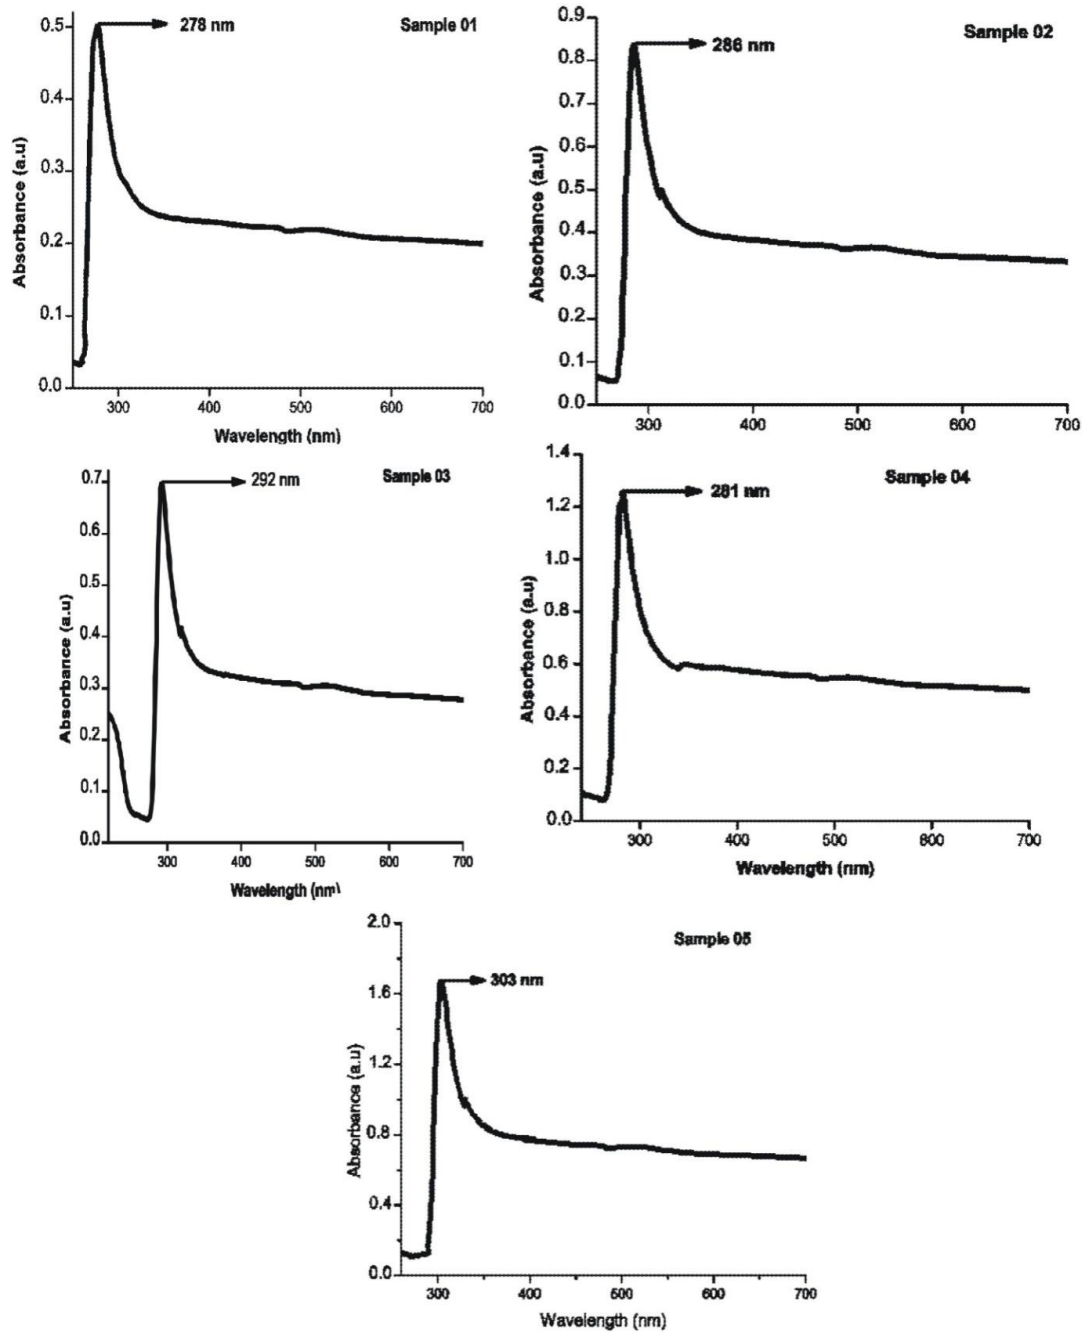 278 nm
Sample 01
Absorbance (a.u)
0.5
0.4
0.3
0.2
0.1
0.0
300 400 500 600 700
Wavelength (nm)
286 nm
Sample 02
Absorbance (a.u)
0.9
0.8
0.7
0.6
0.5
0.4
0.3
0.2
0.1
0.0
300 400 500 600 700
292 nm
Sample 03
Absorbance (a.u)
0.7
0.6
0.5
0.4
0.3
0.2
0.1
0.0
300 400 500 600 700
Wavelength (nm)
281 nm
Sample 04
Absorbance (a.u)
1.4
1.2
1.0
0.8
0.6
0.4
0.2
0.0
300 400 500 600 700
Wavelength (nm)
303 nm
Sample 05
Absorbance (a.u)
2.0
1.6
1.2
0.8
0.4
0.0
300 400 500 600 700
Wavelength (nm)